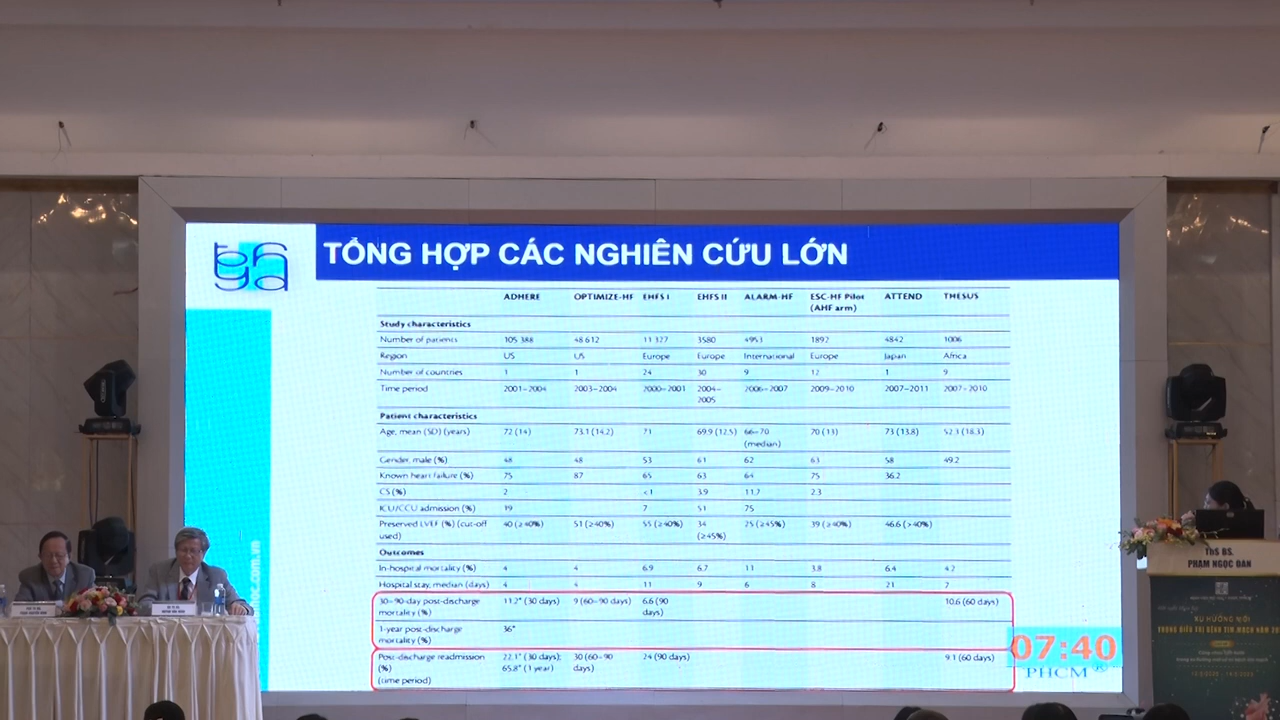 TỔNG HỢP CÁC NGHIÊN CỨU LỚN
ADHERE OPTIMIZE-HF EHFS I EHFS II ALARM-HF ESC-HF Pilot (AHF arm) ATTEND THESUS
Study characteristics
Number of patients 105 388 48 612 11 327 3580 4953 1892 4842 1006
Region US US Europe Europe International Europe Japan Africa
Number of countries 1 1 24 30 9 12 1 9
Time period 2001–2004 2003–2004 2000–2001 2004–2005 2006–2007 2009–2010 2007–2011 2007–2010
Patient characteristics
Age, mean (SD) (years) 72 (14) 73.1 (14.2) 71 69.9 (12.5) 66–70 (median) 70 (13) 73 (13.8) 52.3 (18.3)
Gender, male (%) 48 48 53 61 62 63 58 49.2
Known heart failure (%) 75 87 65 63 64 75 36.2
CS (%) 2 <1 3.9 11.7 2.3
ICU/CCU admission (%) 19 7 51 75
Preserved LVEF (%) (cut-off used) 40 (≥40%) 51 (≥40%) 55 (≥40%) 34 (≥45%) 25 (≥45%) 39 (≥40%) 46.6 (>40%)
Outcomes
In-hospital mortality (%) 4 4 6.9 6.7 11 3.8 6.4 4.2
Hospital stay, median (days) 4 4 11 9 6 8 21 7
30–90-day post-discharge mortality (%) 11.2* (30 days) 9 (60–90 days) 6.6 (90 days) 10.6 (60 days)
1-year post-discharge mortality (%) 36*
Post-discharge readmission (%) (time period) 22.1* (30 days); 65.8* (1 year) 30 (60–90 days) 24 (90 days) 9.1 (60 days)
07:40
PHCM ®
ThS BS.
PHẠM NGỌC ĐAN
XU HƯỚNG MỚI